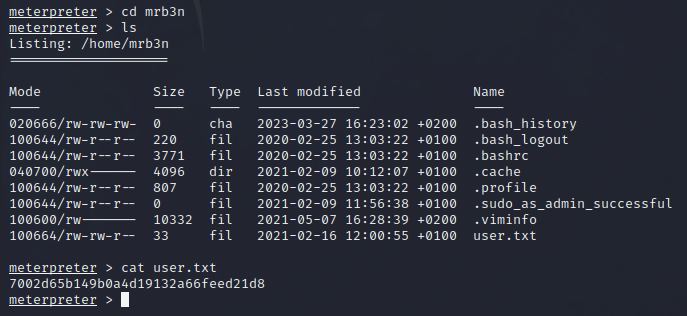 meterpreter > cd mrb3n
meterpreter > ls
Listing: /home/mrb3n
====================
Mode Size Type Last modified Name
---- ---- ---- ------------- ----
020666/rw-rw-rw- 0 cha 2023-03-27 16:23:02 +0200 .bash_history
100644/rw-r--r-- 220 fil 2020-02-25 13:03:22 +0100 .bash_logout
100644/rw-r--r-- 3771 fil 2020-02-25 13:03:22 +0100 .bashrc
040700/rwx------ 4096 dir 2021-02-09 10:12:07 +0100 .cache
100644/rw-r--r-- 807 fil 2020-02-25 13:03:22 +0100 .profile
100644/rw-r--r-- 0 fil 2021-02-09 11:56:38 +0100 .sudo_as_admin_successful
100600/rw------- 10332 fil 2021-05-07 16:28:39 +0200 .viminfo
100664/rw-rw-r-- 33 fil 2021-02-16 12:00:55 +0100 user.txt
meterpreter > cat user.txt
7002d65b149b0a4d19132a66feed21d8
meterpreter >